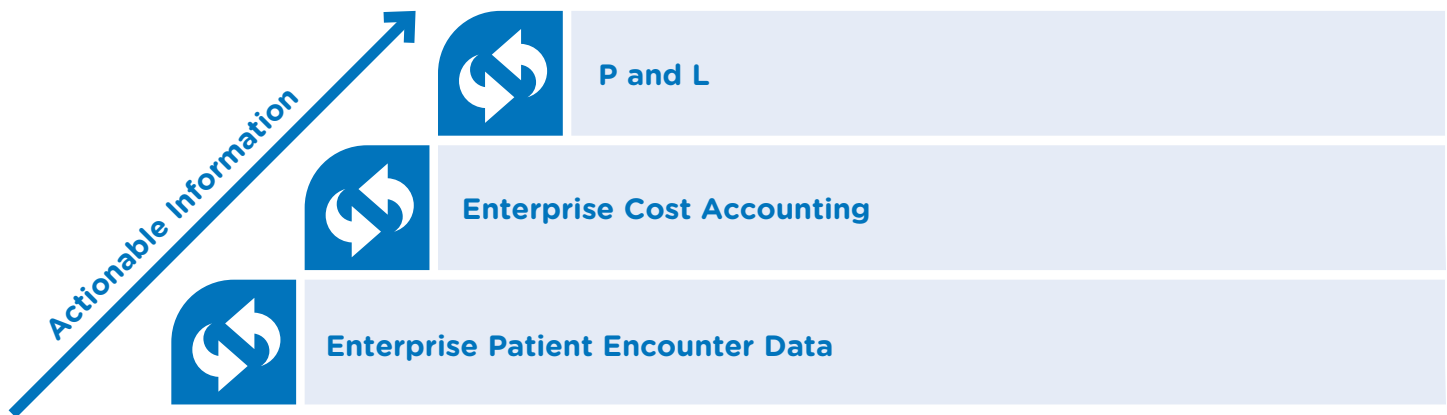 P and L
Actionable Information
Enterprise Cost Accounting
Enterprise Patient Encounter Data